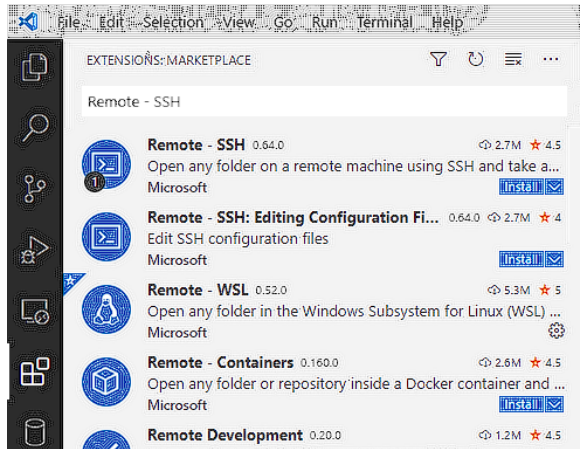 File Edit Selection View Go Run Terminal Help
EXTENSIONS: MARKETPLACE
Remote - SSH
Remote - SSH 0.64.0 2.7M 4.5
Open any folder on a remote machine using SSH and take a...
1
Microsoft Install
Remote - SSH: Editing Configuration Fi... 0.64.0 2.7M 4
Edit SSH configuration files
Microsoft Install
Remote - WSL 0.52.0 5.3M 5
Open any folder in the Windows Subsystem for Linux (WSL) ...
Microsoft
Remote - Containers 0.160.0 2.6M 4.5
Open any folder or repository inside a Docker container and ...
Microsoft Install
Remote Development 0.20.0 1.2M 4.5